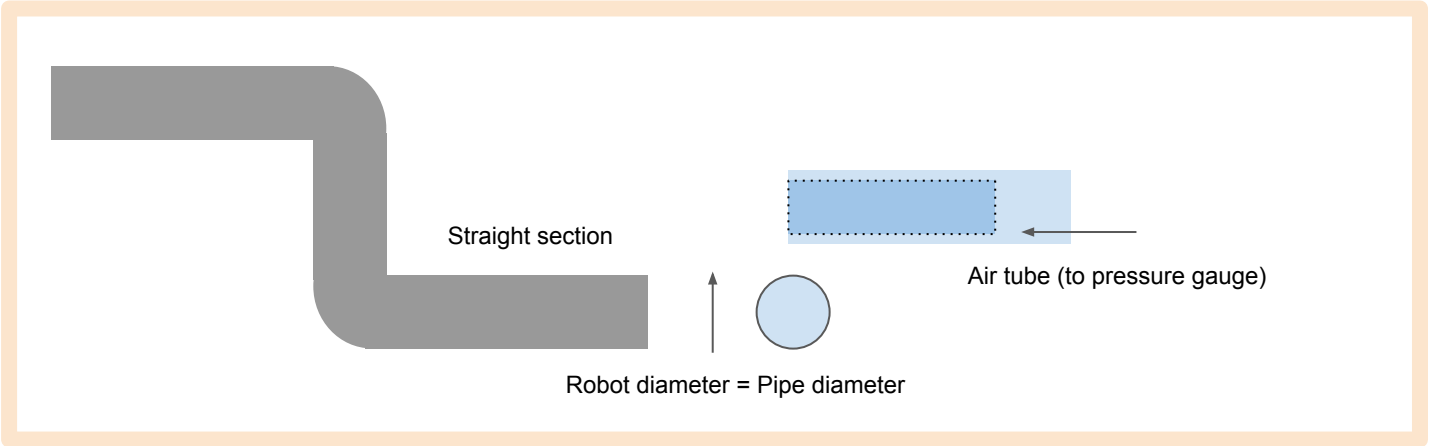 Straight section
Air tube (to pressure gauge)
Robot diameter = Pipe diameter